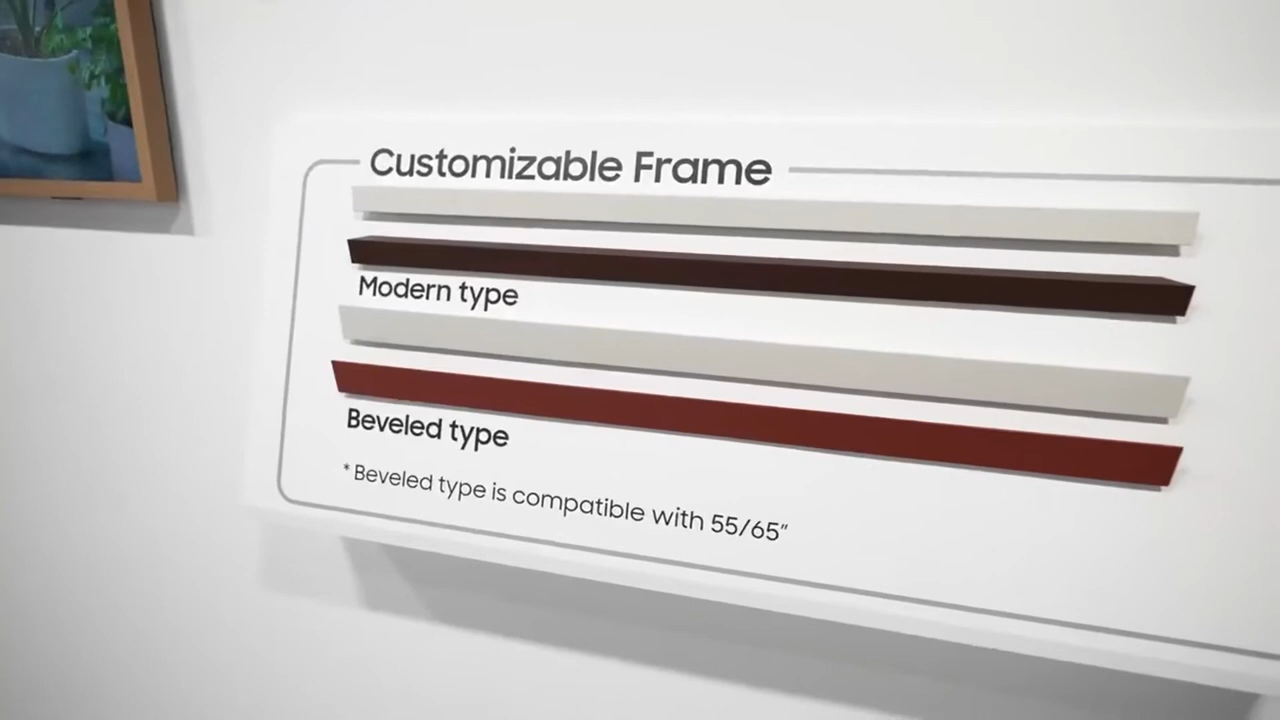 Customizable Frame
Modern type
Beveled type
* Beveled type is compatible with 55/65”